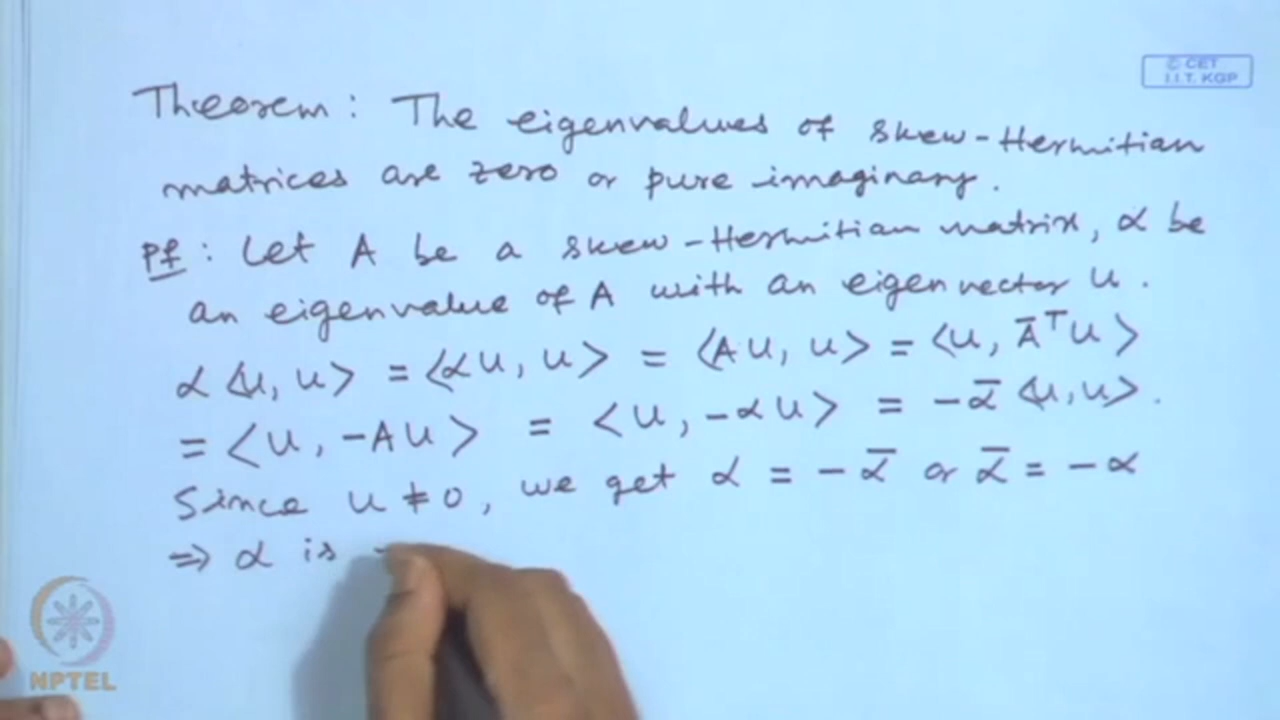 © CET
I.I.T. KGP
Theorem : The eigenvalues of skew-Hermitian
matrices are zero or pure imaginary.
Pf : Let A be a skew-Hermitian matrix, α be
an eigenvalue of A with an eigenvector u.
α ⟨u, u⟩ = ⟨αu, u⟩ = ⟨Au, u⟩ = ⟨u, A̅ᵀu⟩
= ⟨u, -Au⟩ = ⟨u, -αu⟩ = -α̅ ⟨u, u⟩.
Since u ≠ 0, we get α = -α̅ or α̅ = -α
⇒ α is
NPTEL